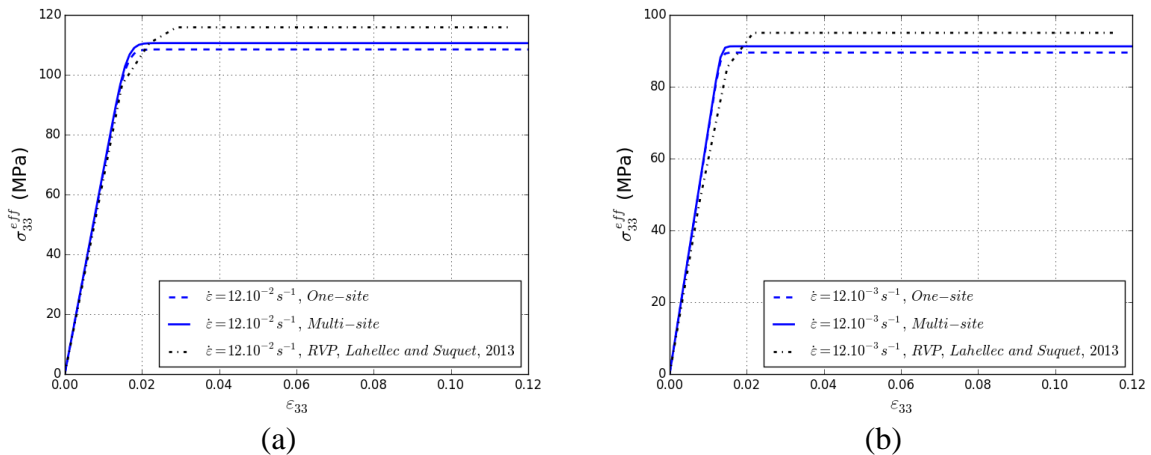 120
100
80
60
40
20
0
σ₃₃ᵉᶠᶠ (MPa)
ε̇=12.10⁻² s⁻¹, One−site
ε̇=12.10⁻² s⁻¹, Multi−site
ε̇=12.10⁻² s⁻¹, RVP, Lahellec and Suquet, 2013
0.00 0.02 0.04 0.06 0.08 0.10 0.12
ε₃₃
(a)
100
80
60
40
20
0
σ₃₃ᵉᶠᶠ (MPa)
ε̇=12.10⁻³ s⁻¹, One−site
ε̇=12.10⁻³ s⁻¹, Multi−site
ε̇=12.10⁻³ s⁻¹, RVP, Lahellec and Suquet, 2013
0.00 0.02 0.04 0.06 0.08 0.10 0.12
ε₃₃
(b)